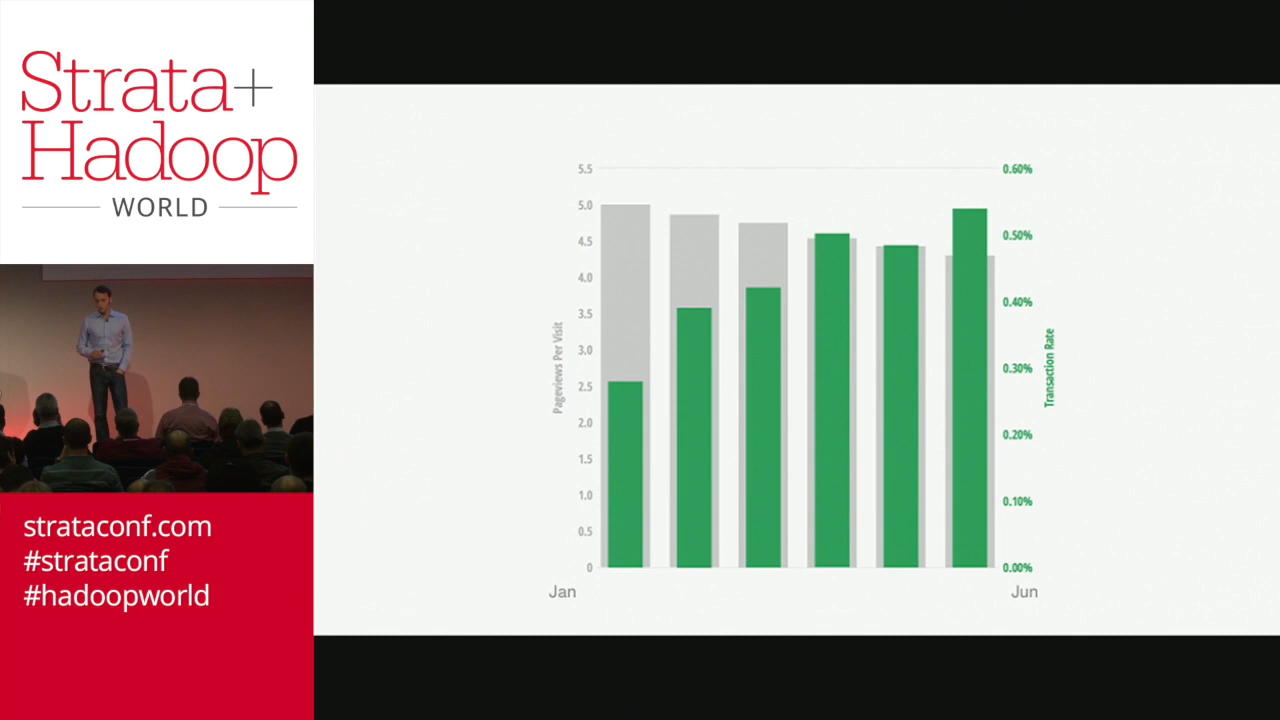 Strata+
Hadoop
WORLD
strataconf.com
#strataconf
#hadoopworld
5.5
5.0
4.5
4.0
3.5
3.0
2.5
2.0
1.5
1.0
0.5
0
Pageviews Per Visit
0.60%
0.50%
0.40%
0.30%
0.20%
0.10%
0.00%
Transaction Rate
Jan
Jun